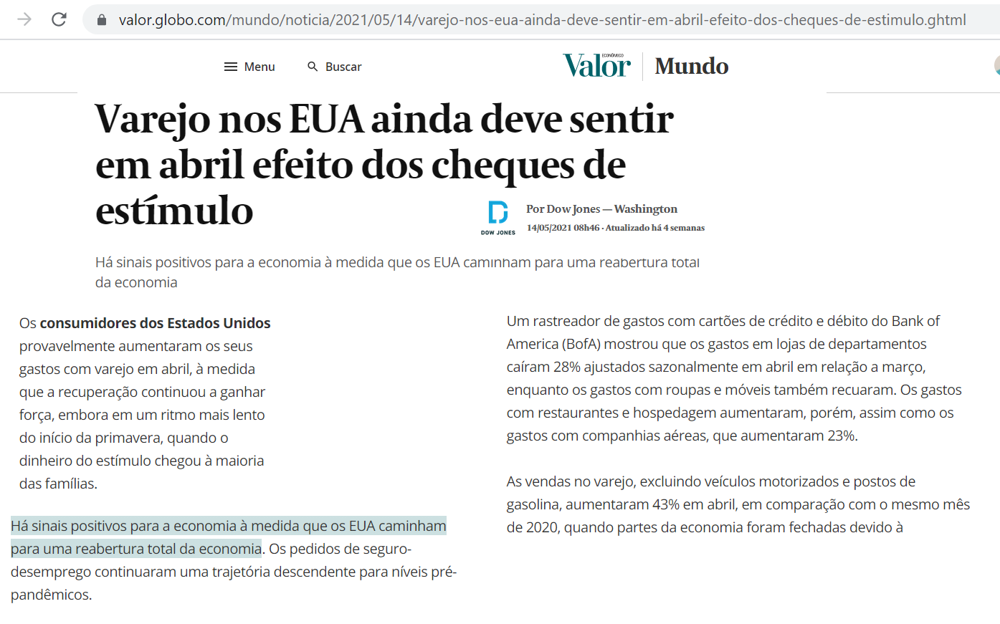 valor.globo.com/mundo/noticia/2021/05/14/varejo-nos-eua-ainda-deve-sentir-em-abril-efeito-dos-cheques-de-estimulo.ghtml
Menu
Buscar
Valor ECONÔMICO
Mundo
Varejo nos EUA ainda deve sentir
em abril efeito dos cheques de
estímulo
DOW JONES
Por Dow Jones — Washington
14/05/2021 08h46 · Atualizado há 4 semanas
Há sinais positivos para a economia à medida que os EUA caminham para uma reabertura total
da economia
Os consumidores dos Estados Unidos
provavelmente aumentaram os seus
gastos com varejo em abril, à medida
que a recuperação continuou a ganhar
força, embora em um ritmo mais lento
do início da primavera, quando o
dinheiro do estímulo chegou à maioria
das famílias.
Há sinais positivos para a economia à medida que os EUA caminham
para uma reabertura total da economia. Os pedidos de seguro-
desemprego continuaram uma trajetória descendente para níveis pré-
pandêmicos.
Um rastreador de gastos com cartões de crédito e débito do Bank of
America (BofA) mostrou que os gastos em lojas de departamentos
caíram 28% ajustados sazonalmente em abril em relação a março,
enquanto os gastos com roupas e móveis também recuaram. Os gastos
com restaurantes e hospedagem aumentaram, porém, assim como os
gastos com companhias aéreas, que aumentaram 23%.
As vendas no varejo, excluindo veículos motorizados e postos de
gasolina, aumentaram 43% em abril, em comparação com o mesmo mês
de 2020, quando partes da economia foram fechadas devido à